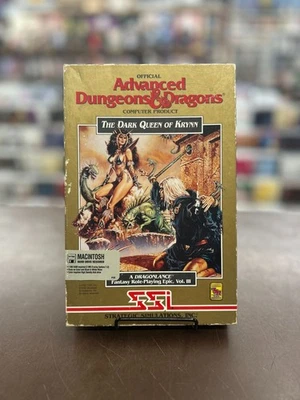 OFFICIAL
Advanced
Dungeons & Dragons®
COMPUTER PRODUCT
THE DARK QUEEN OF KRYNN
MACINTOSH
A DRAGONLANCE
Fantasy Role-Playing Epic, Vol. III
SSI
STRATEGIC SIMULATIONS, INC.